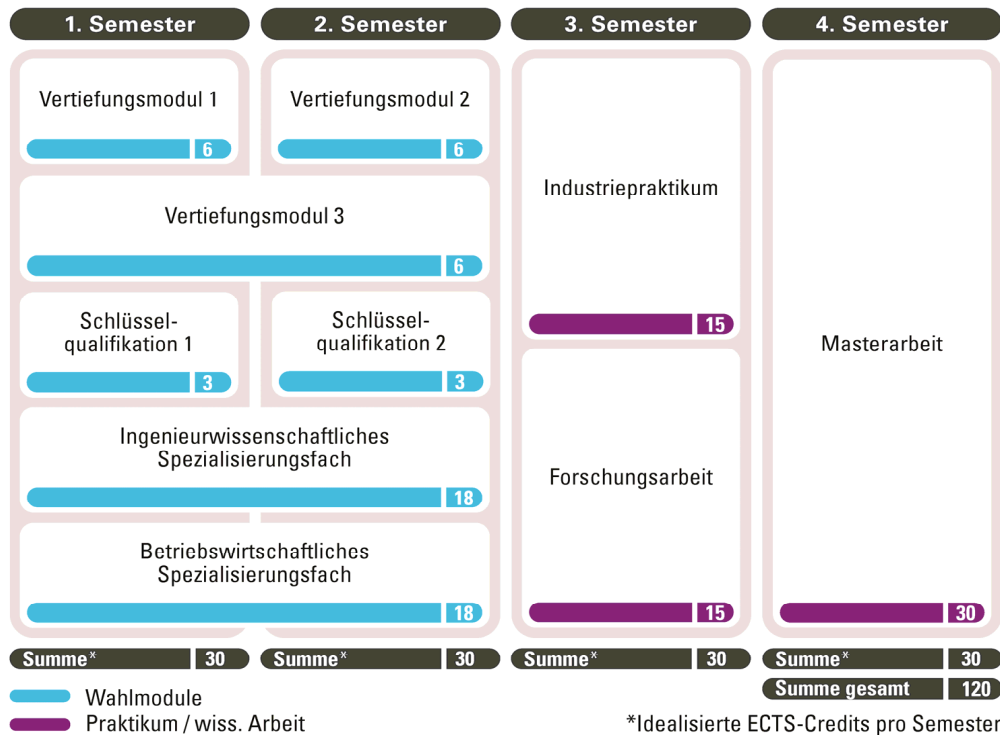 1. Semester
2. Semester
3. Semester
4. Semester
Vertiefungsmodul 1
6
Vertiefungsmodul 2
6
Vertiefungsmodul 3
6
Schlüssel-
qualifikation 1
3
Schlüssel-
qualifikation 2
3
Ingenieurwissenschaftliches
Spezialisierungsfach
18
Betriebswirtschaftliches
Spezialisierungsfach
18
Industriepraktikum
15
Forschungsarbeit
15
Masterarbeit
30
Summe* 30
Summe* 30
Summe* 30
Summe* 30
Summe gesamt 120
Wahlmodule
Praktikum / wiss. Arbeit
*Idealisierte ECTS-Credits pro Semester